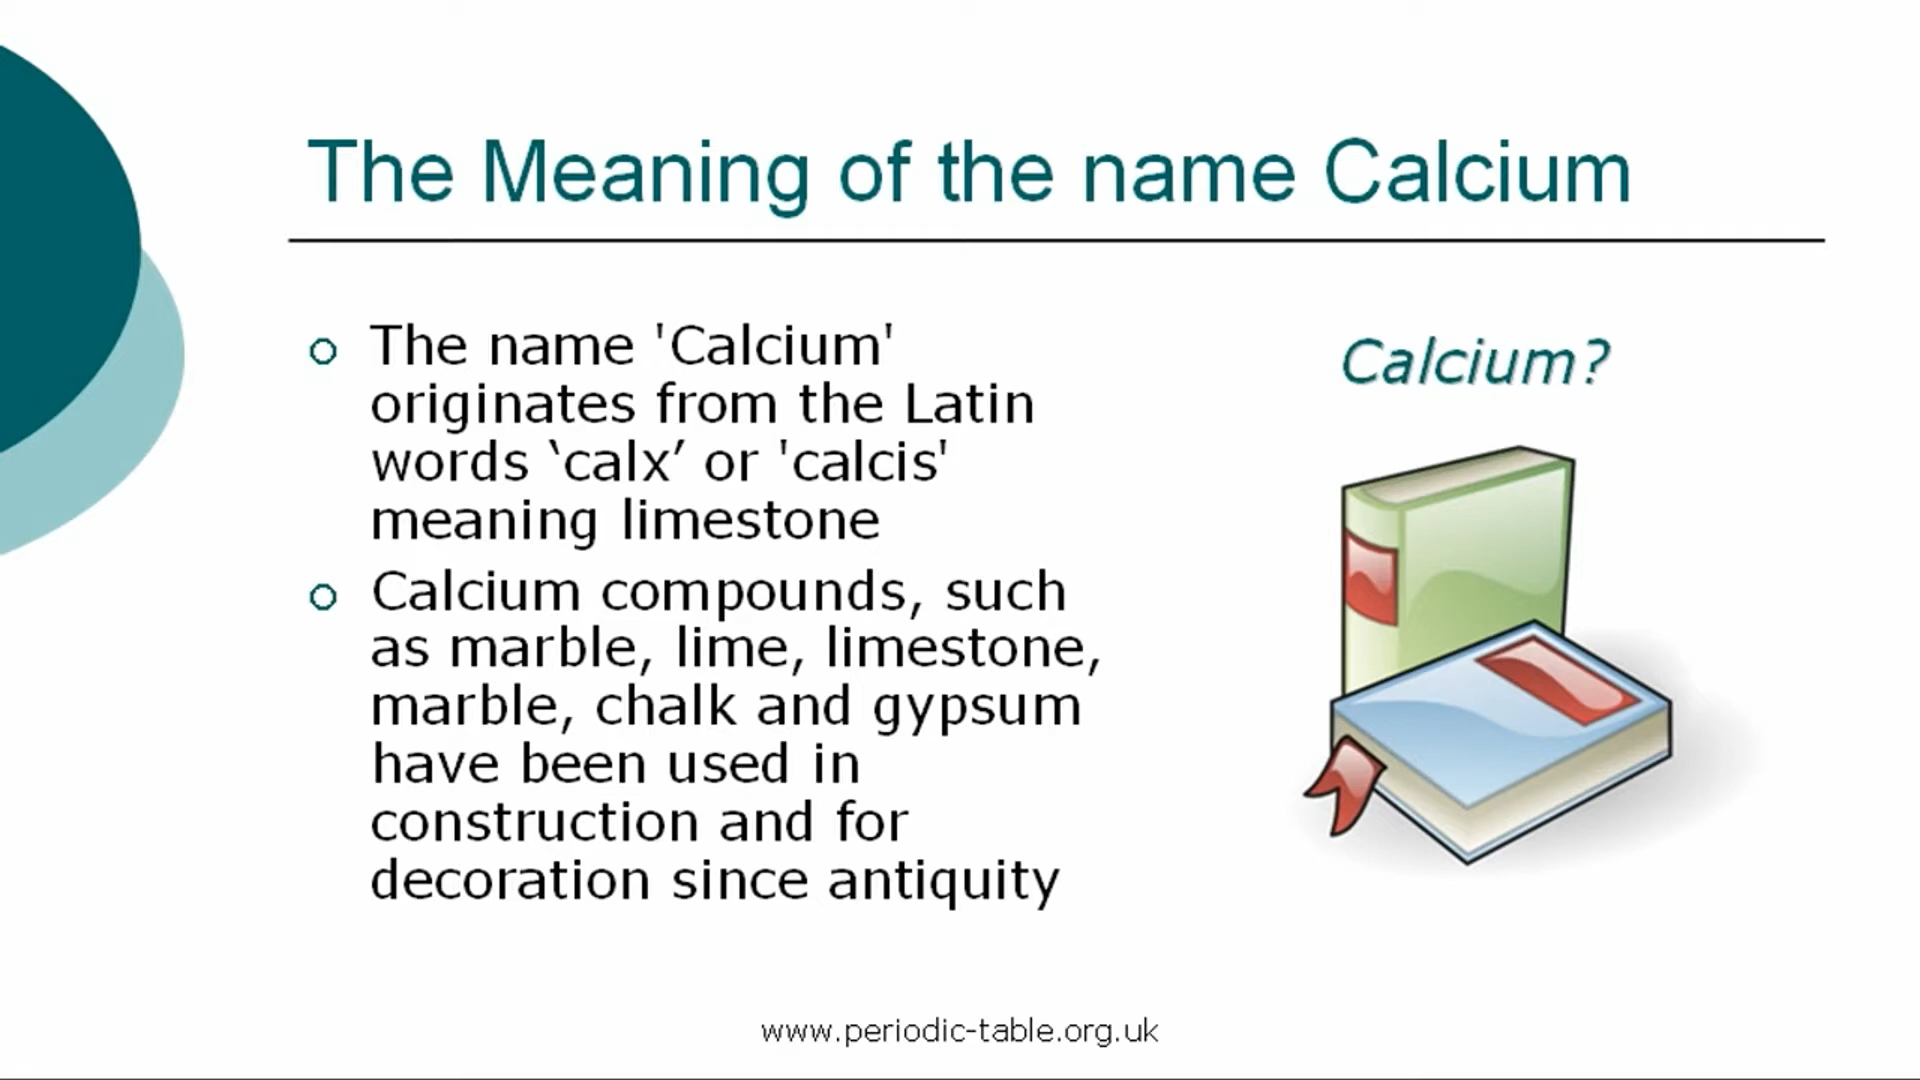 The Meaning of the name Calcium
The name 'Calcium'
originates from the Latin
words ‘calx’ or 'calcis'
meaning limestone
Calcium compounds, such
as marble, lime, limestone,
marble, chalk and gypsum
have been used in
construction and for
decoration since antiquity
Calcium?
www.periodic-table.org.uk